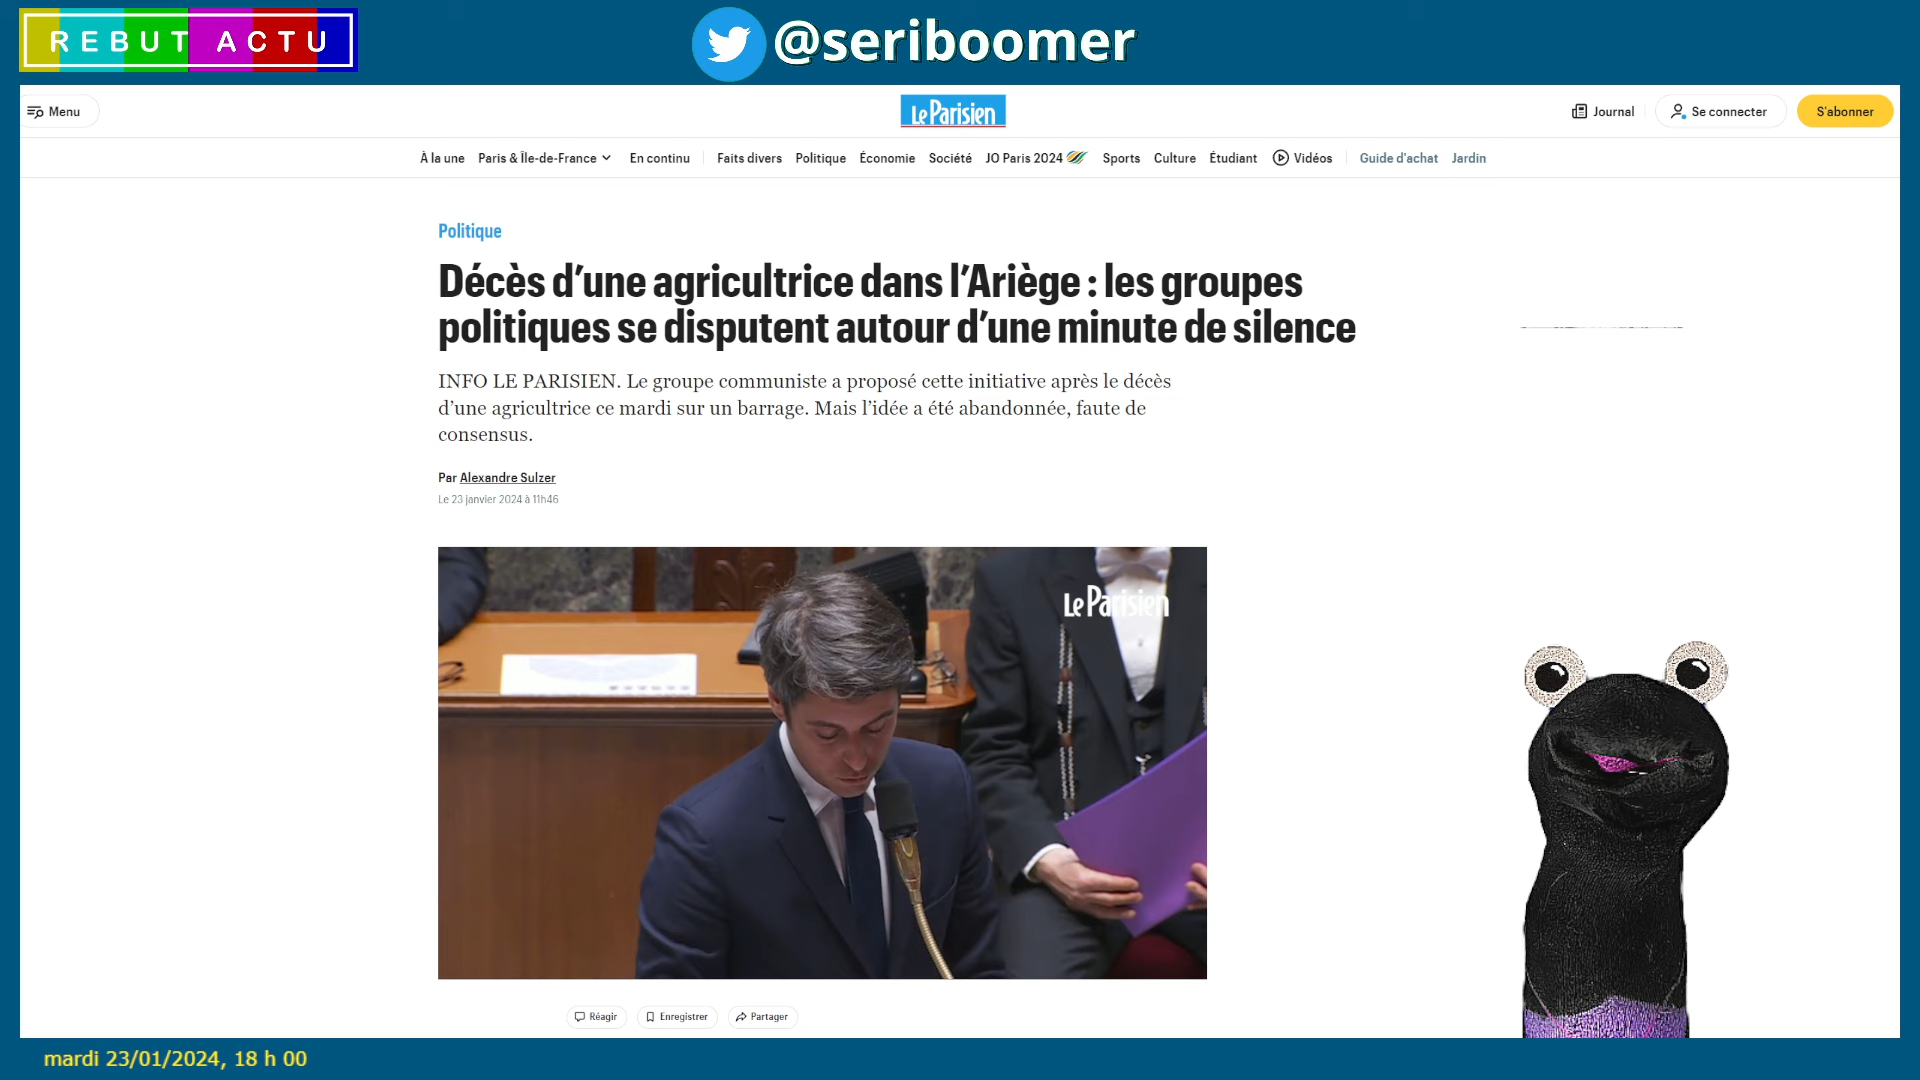 REBUT ACTU
@seriboomer
Menu
Le Parisien
Journal
Se connecter
S'abonner
À la une Paris & Île-de-France En continu Faits divers Politique Économie Société JO Paris 2024 Sports Culture Étudiant Vidéos Guide d'achat Jardin
Politique
Décès d’une agricultrice dans l’Ariège : les groupes
politiques se disputent autour d’une minute de silence
INFO LE PARISIEN. Le groupe communiste a proposé cette initiative après le décès
d’une agricultrice ce mardi sur un barrage. Mais l’idée a été abandonnée, faute de
consensus.
Par Alexandre Sulzer
Le 23 janvier 2024 à 11h46
Le Parisien
Réagir Enregistrer Partager
mardi 23/01/2024, 18 h 00